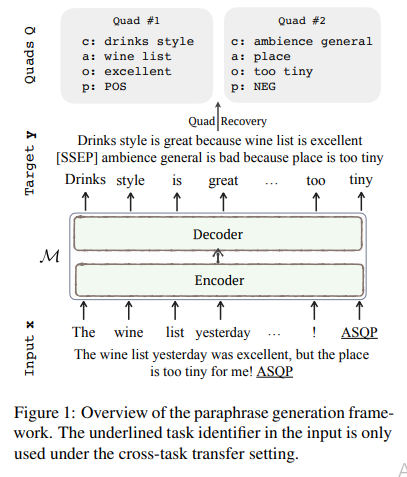 Quad #1
c: drinks style
a: wine list
o: excellent
p: POS
Quad #2
c: ambience general
a: place
o: too tiny
p: NEG
Quads Q
Quad Recovery
Target y
Drinks style is great because wine list is excellent
[SSEP] ambience general is bad because place is too tiny
Drinks style is great ... too tiny
M
Decoder
Encoder
Input x
The wine list yesterday ... ! ASQP
The wine list yesterday was excellent, but the place
is too tiny for me! ASQP
Figure 1: Overview of the paraphrase generation frame-
work. The underlined task identifier in the input is only
used under the cross-task transfer setting.
A